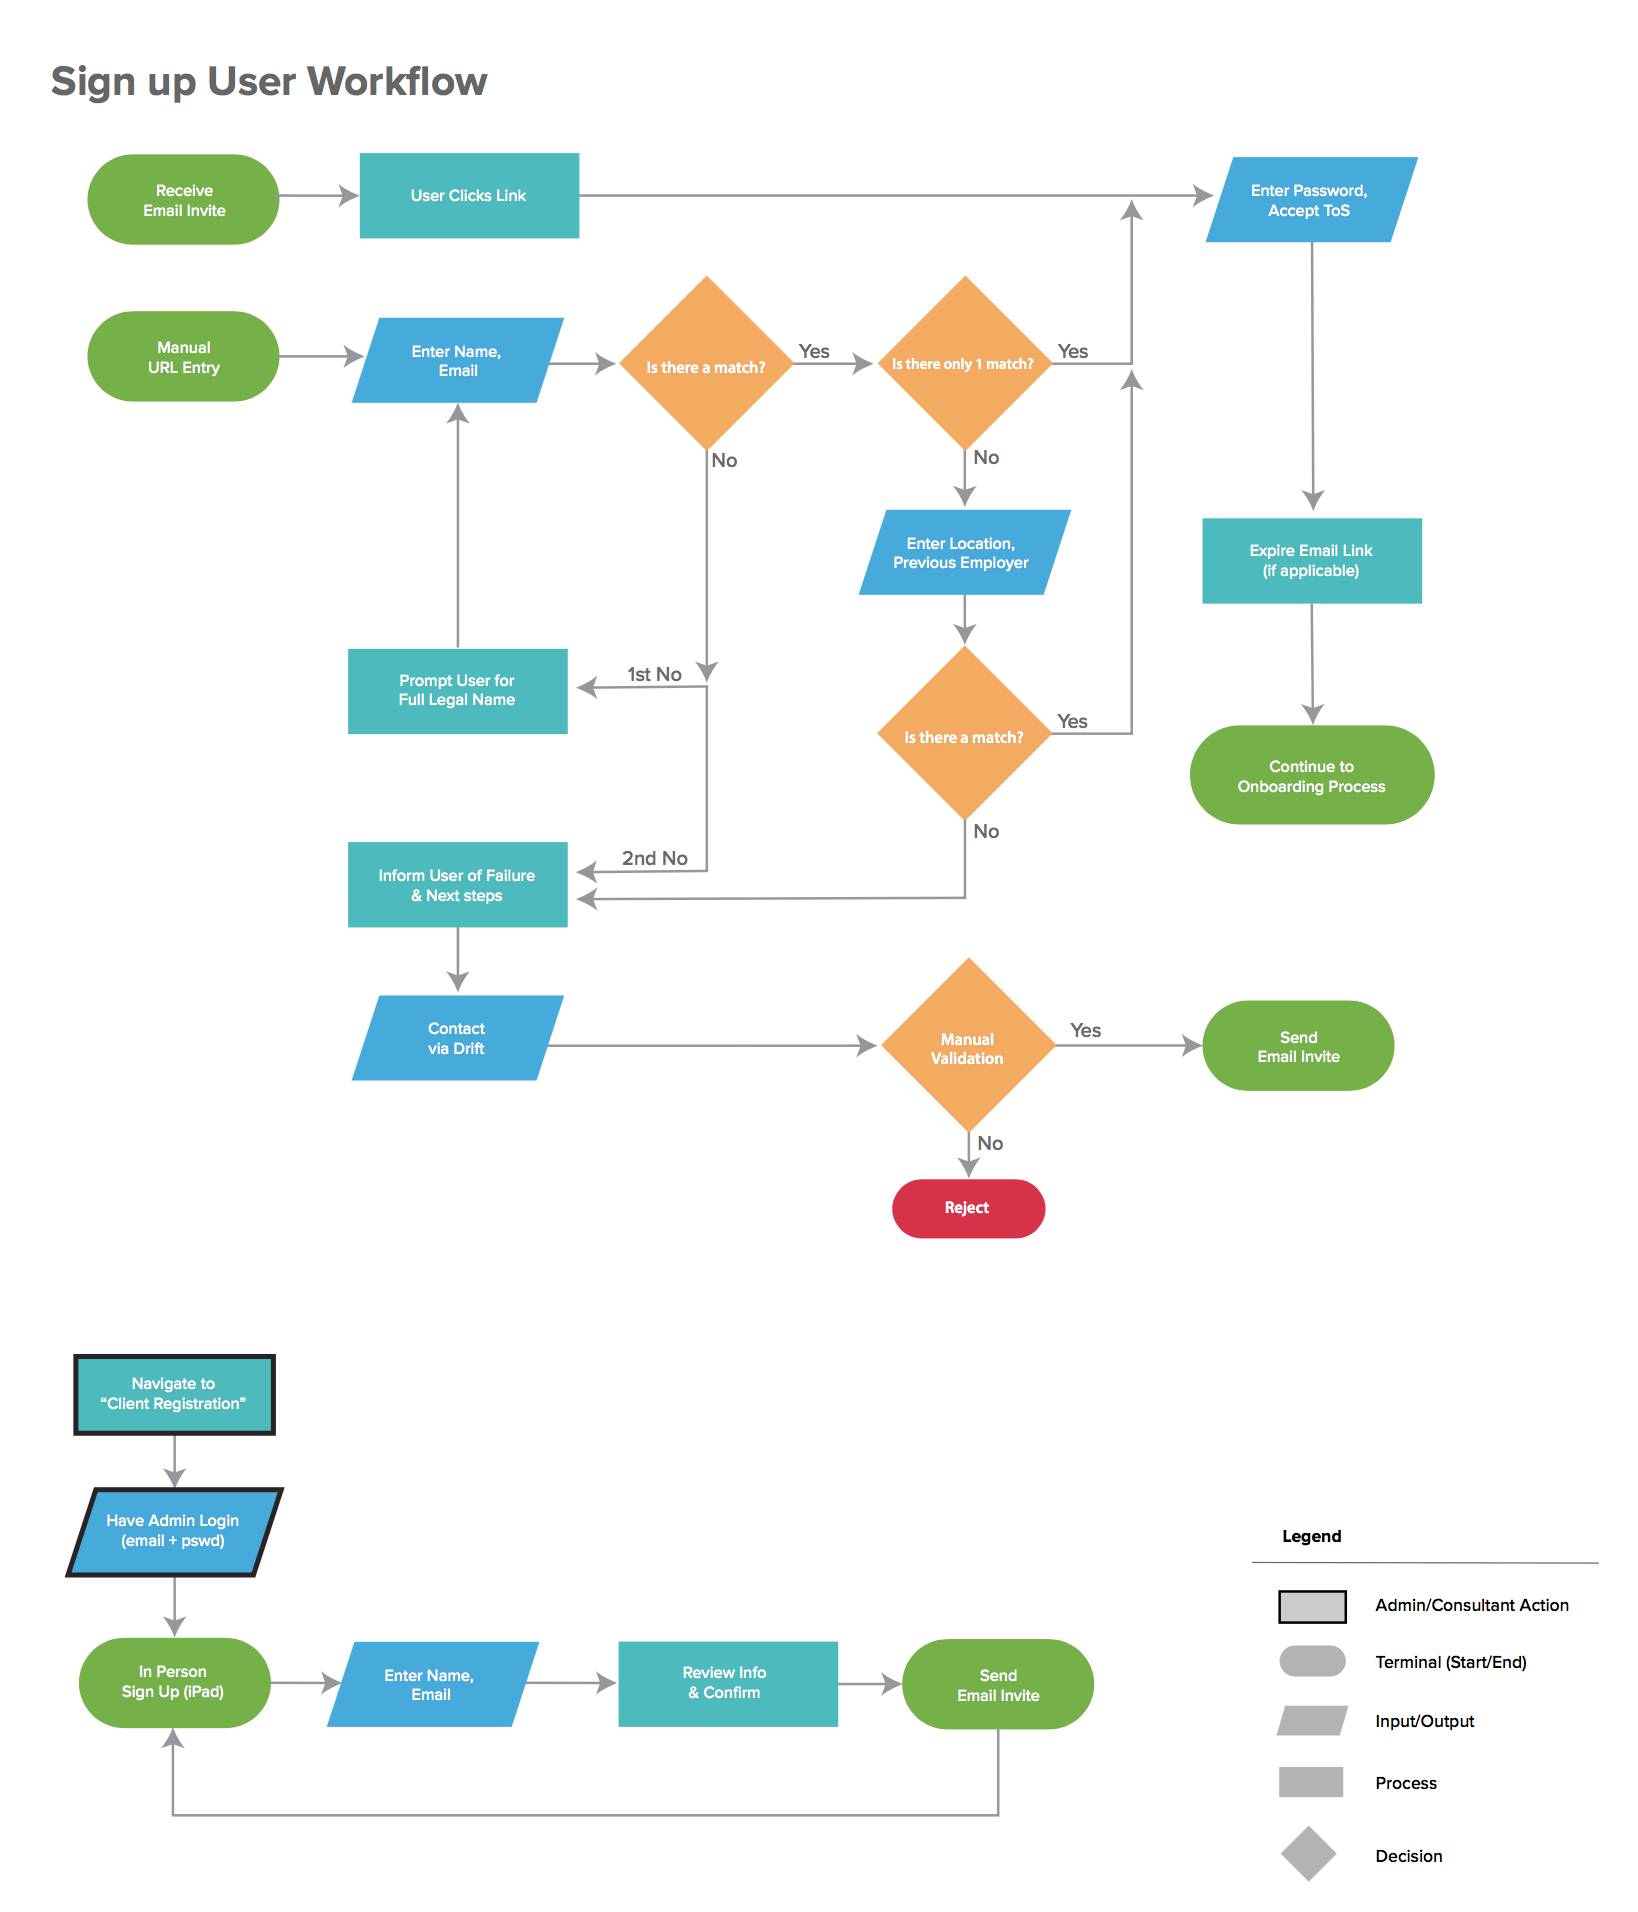 Sign up User Workflow
Receive
Email Invite
User Clicks Link
Enter Password,
Accept ToS
Manual
URL Entry
Enter Name,
Email
Is there a match?
Yes
Is there only 1 match?
Yes
No
No
Enter Location,
Previous Employer
Expire Email Link
(if applicable)
1st No
Prompt User for
Full Legal Name
Is there a match?
Yes
Continue to
Onboarding Process
No
2nd No
Inform User of Failure
& Next steps
Contact
via Drift
Manual
Validation
Yes
Send
Email Invite
No
Reject
Navigate to
“Client Registration”
Have Admin Login
(email + pswd)
In Person
Sign Up (iPad)
Enter Name,
Email
Review Info
& Confirm
Send
Email Invite
Legend
Admin/Consultant Action
Terminal (Start/End)
Input/Output
Process
Decision